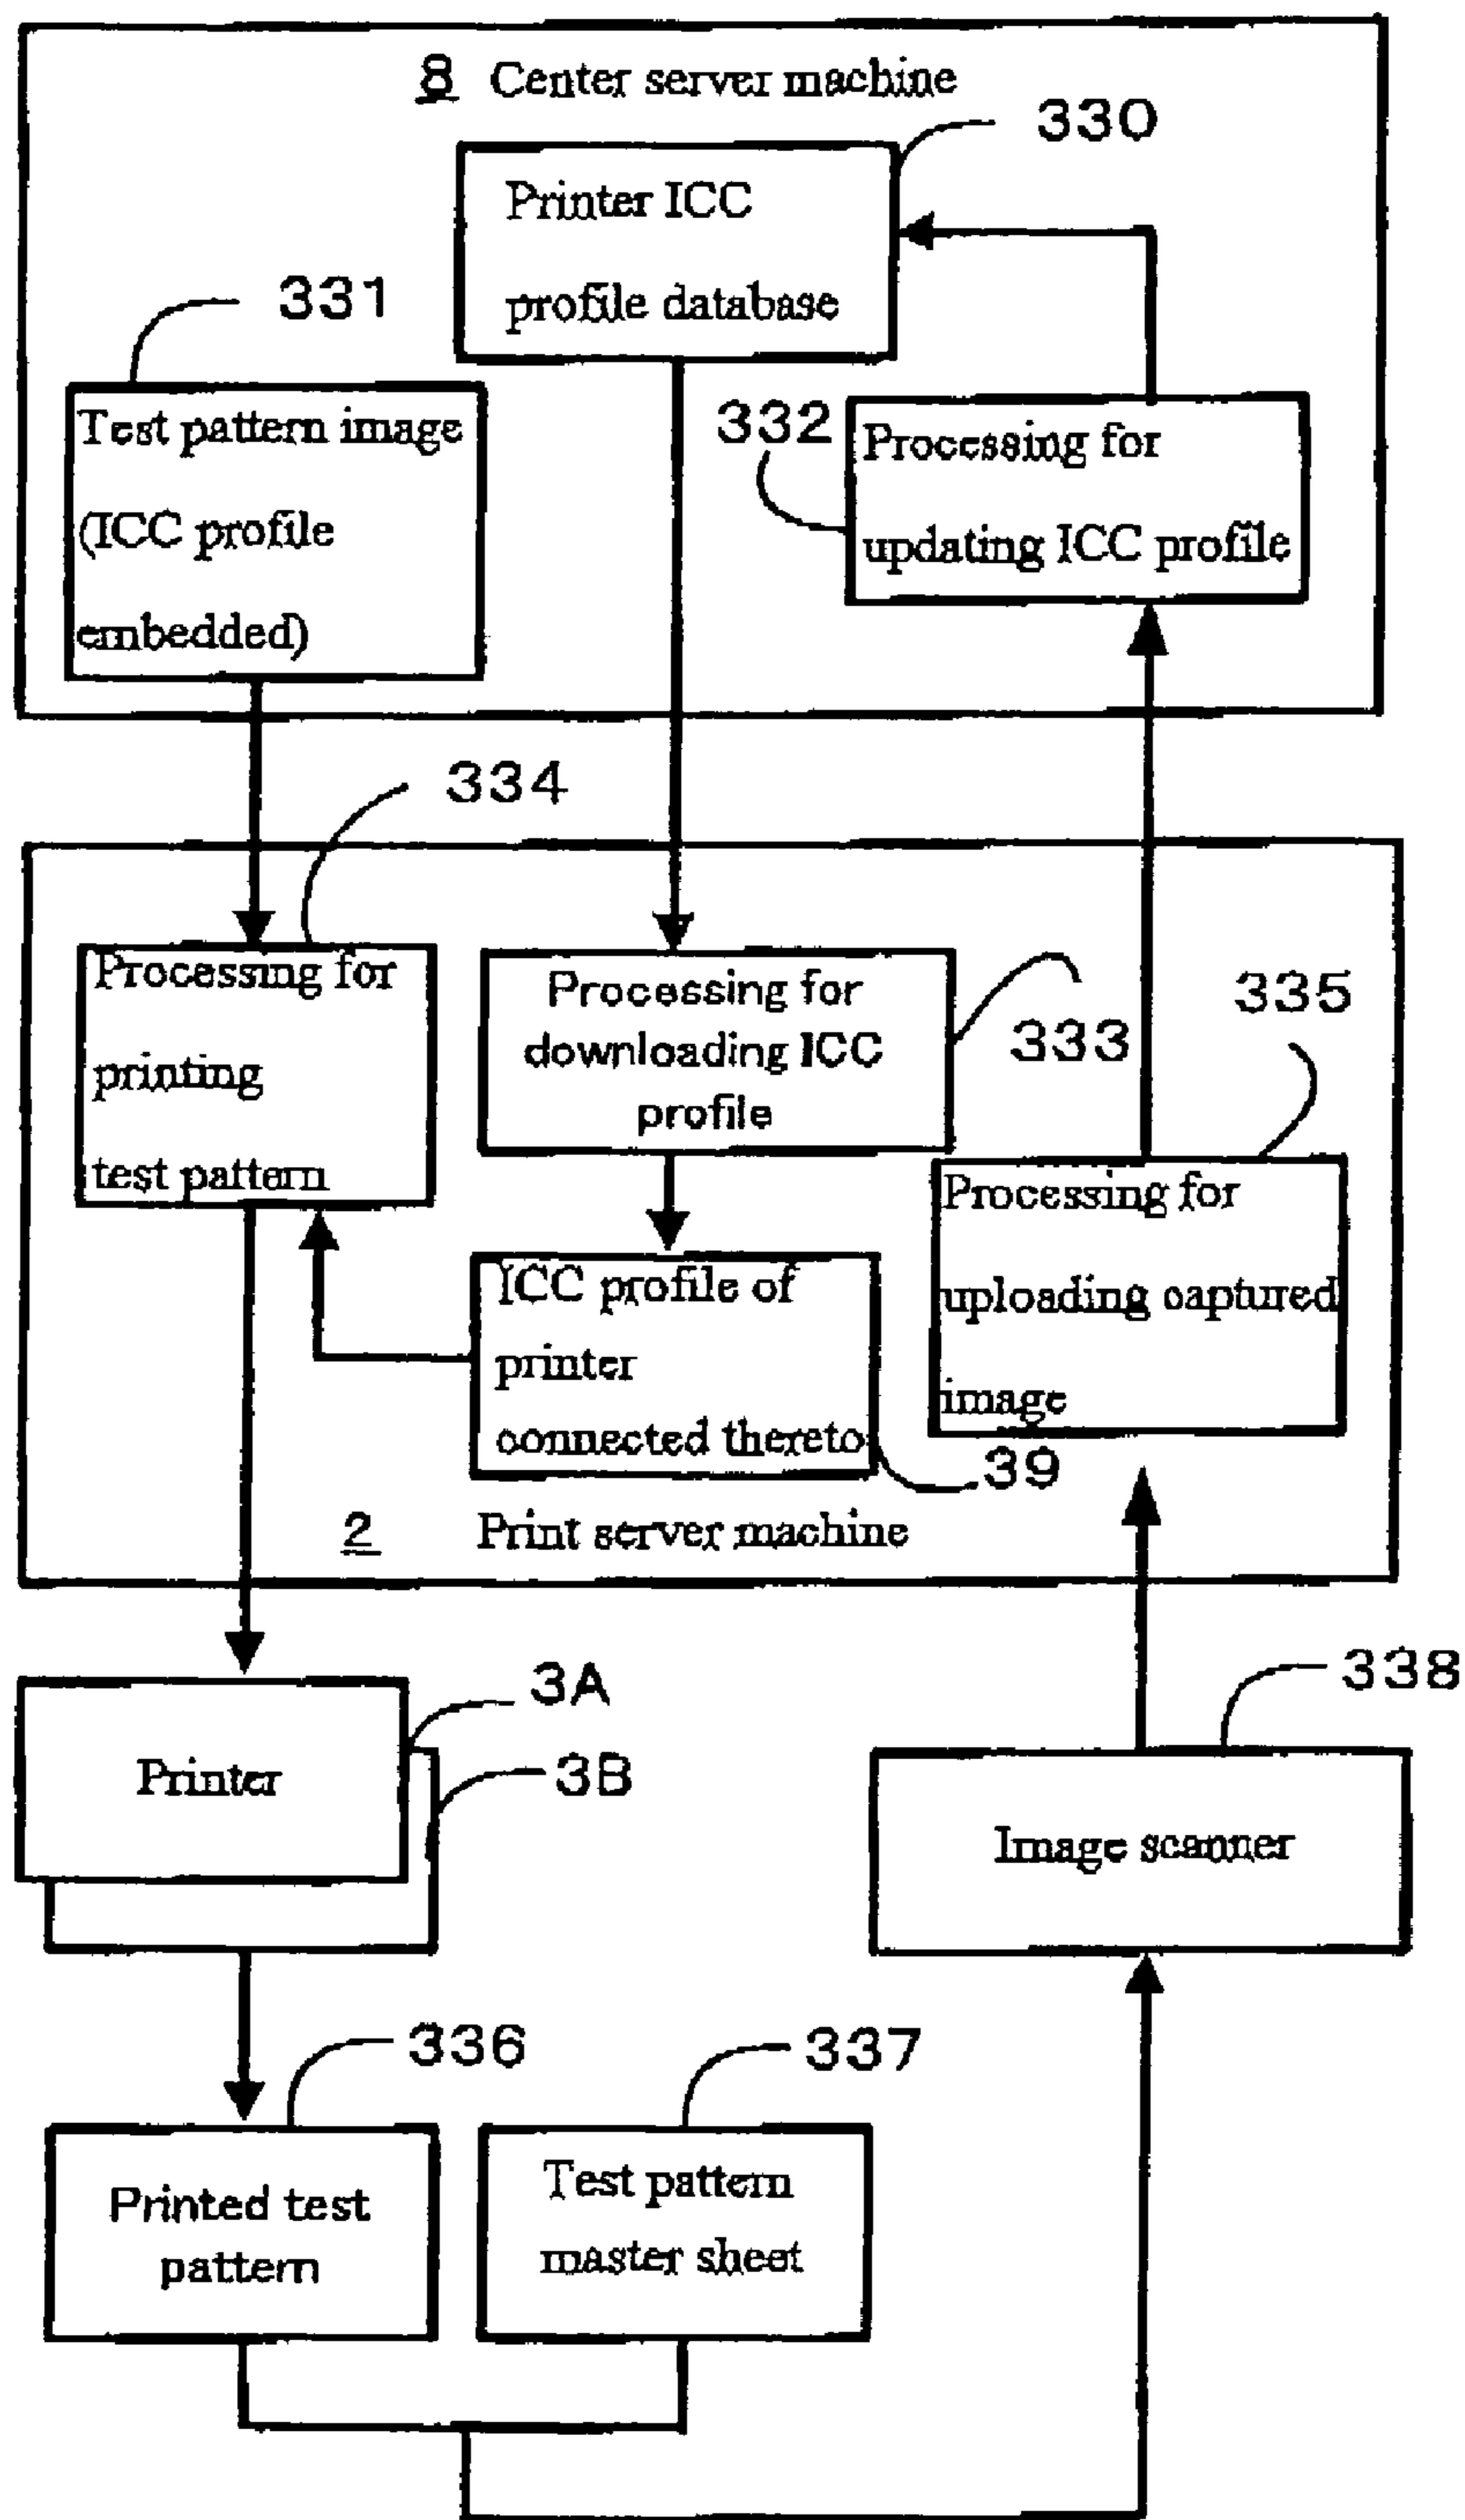 8 Center server machine
330
Printer ICC
profile database
331
Test pattern image
(ICC profile
embedded)
332
Processing for
updating ICC profile
334
Processing for
printing
test pattern
Processing for
downloading ICC
profile
333
335
Processing for
uploading captured
image
ICC profile of
printer
connected thereto
39
2 Print server machine
3A
Printer
3B
338
Image scanner
336
337
Printed test
pattern
Test pattern
master sheet